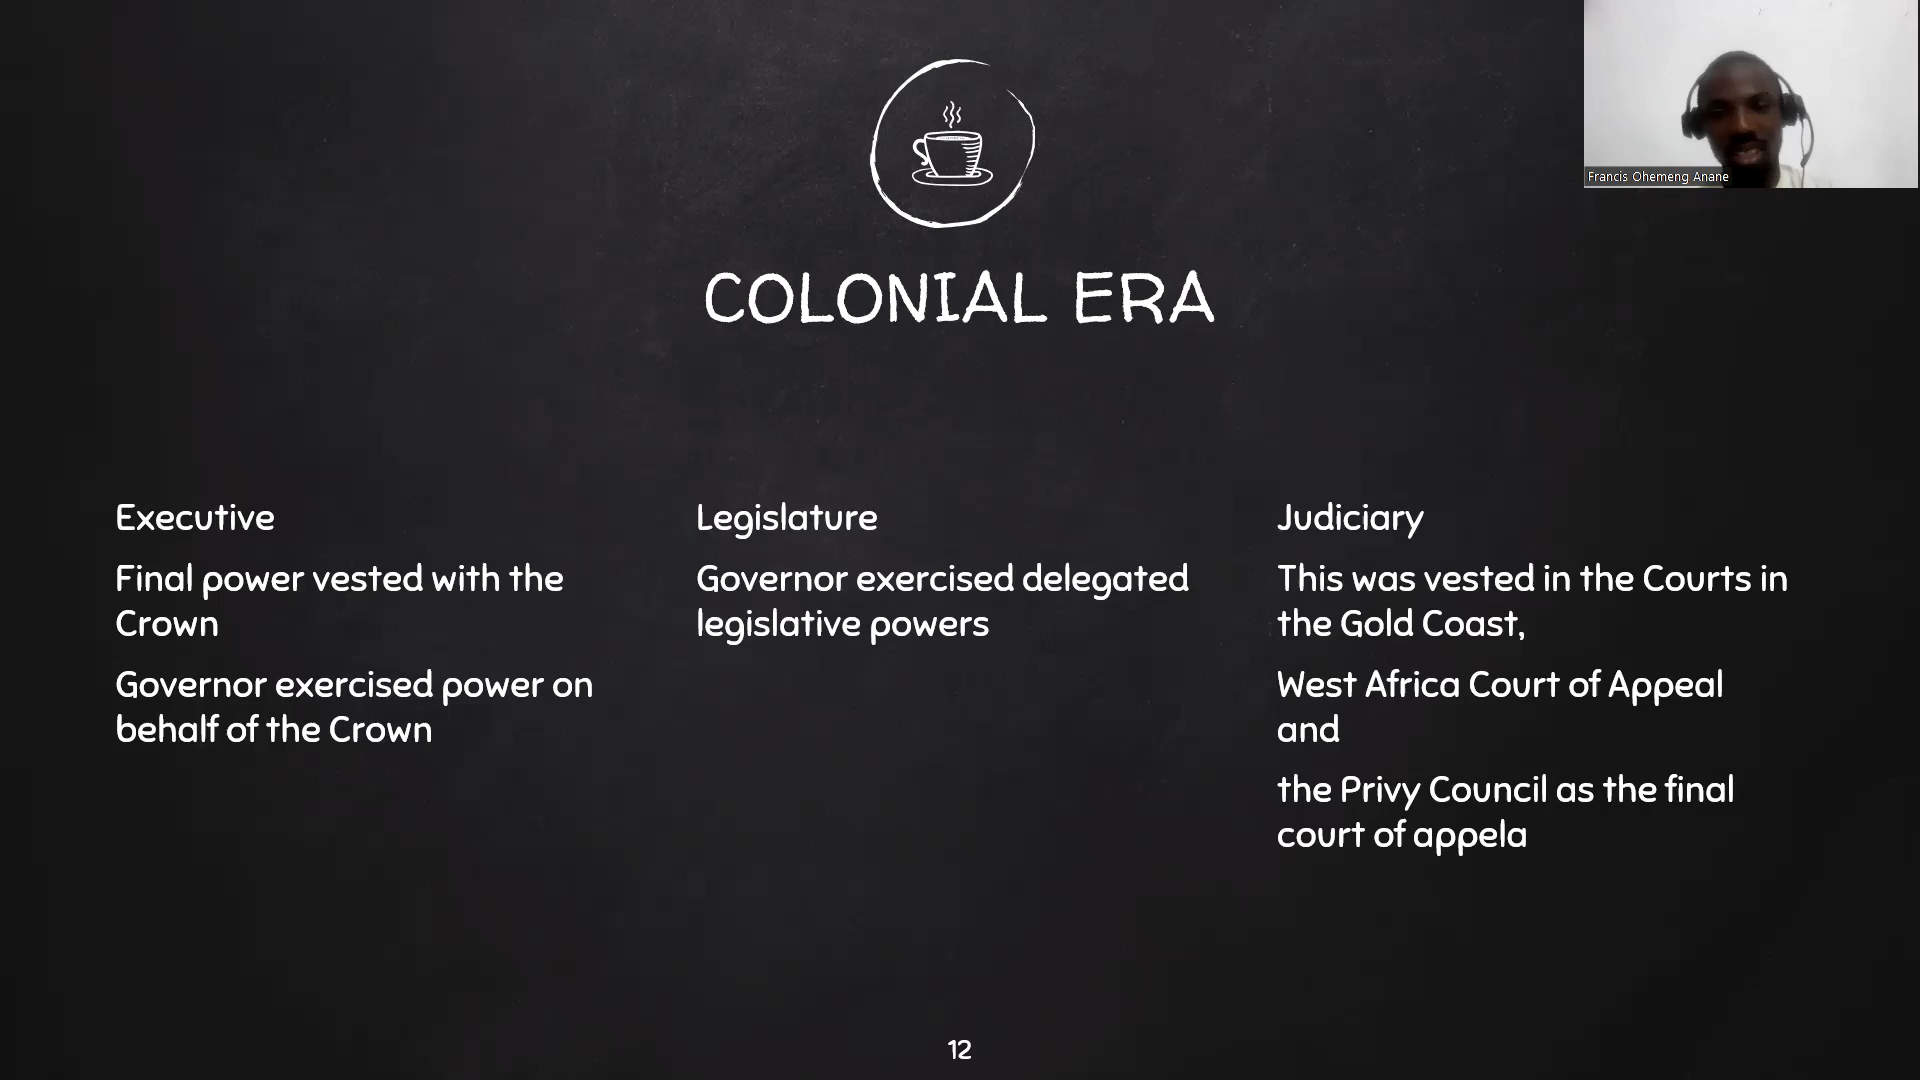 Francis Ohemeng Anane
COLONIAL ERA
Executive
Final power vested with the
Crown
Governor exercised power on
behalf of the Crown
Legislature
Governor exercised delegated
legislative powers
Judiciary
This was vested in the Courts in
the Gold Coast,
West Africa Court of Appeal
and
the Privy Council as the final
court of appela
12